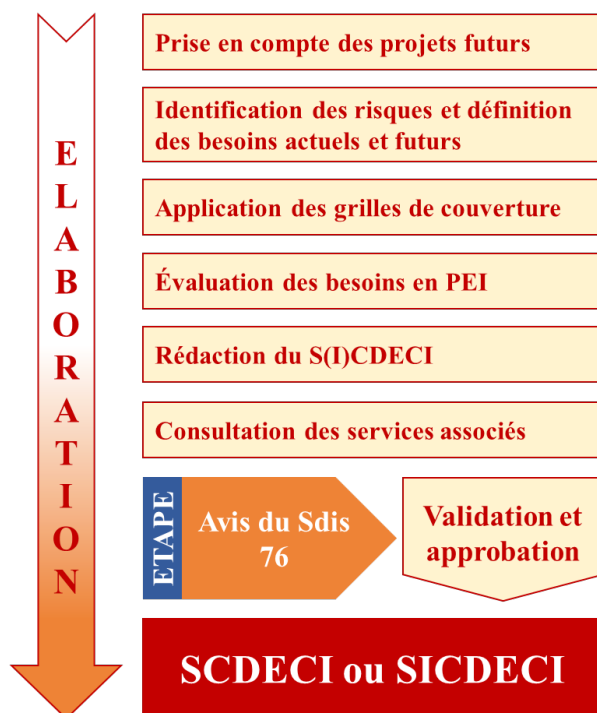 ELABORATION
Prise en compte des projets futurs
Identification des risques et définition
des besoins actuels et futurs
Application des grilles de couverture
Évaluation des besoins en PEI
Rédaction du S(I)CDECI
Consultation des services associés
ETAPE
Avis du Sdis
76
Validation et
approbation
SCDECI ou SICDECI